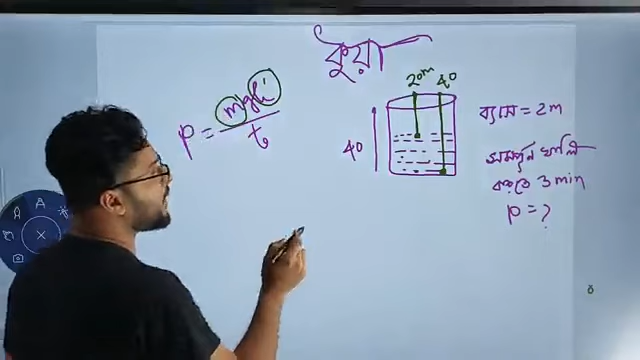 কুয়া
P = mgh / t
20m 40
40
ব্যাস = 2m
সম্পূর্ন খালি
করতে 3 min
P = ?